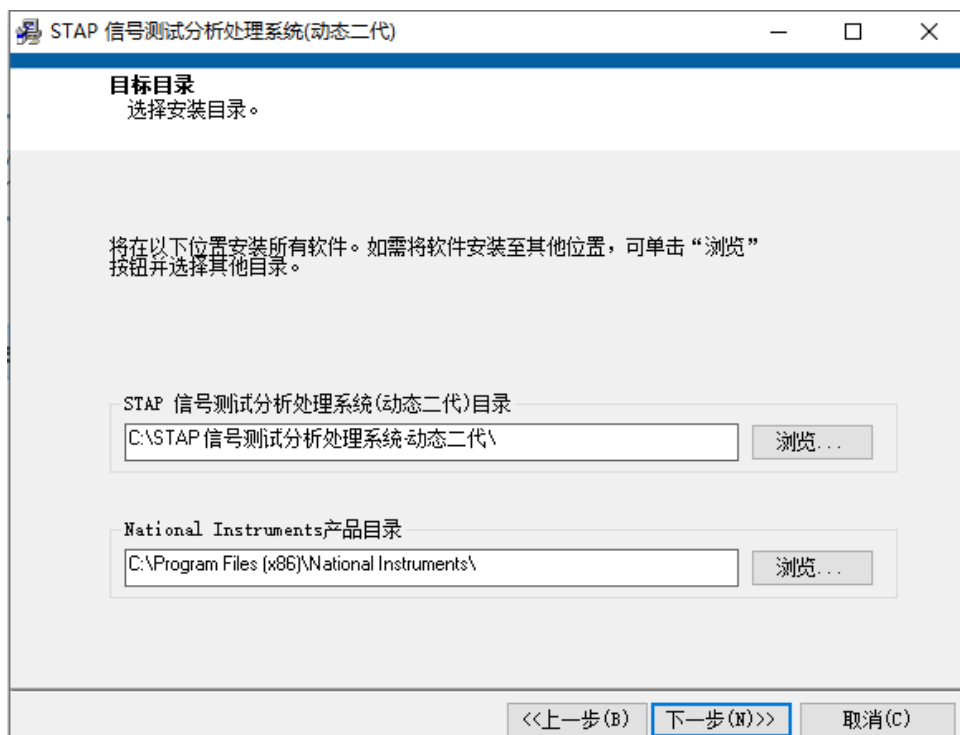 STAP 信号测试分析处理系统(动态二代)
目标目录
选择安装目录。
将在以下位置安装所有软件。如需将软件安装至其他位置，可单击“浏览”
按钮并选择其他目录。
STAP 信号测试分析处理系统(动态二代)目录
C:\STAP 信号测试分析处理系统-动态二代\
浏览...
National Instruments产品目录
C:\Program Files (x86)\National Instruments\
浏览...
<<上一步(B)
下一步(N)>>
取消(C)